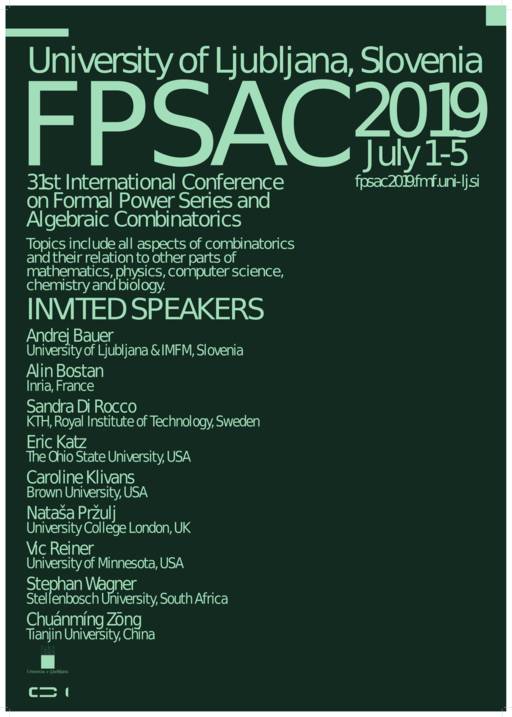 University of Ljubljana, Slovenia
FPSAC 2019
July 1-5
fpsac2019.fmf.uni-lj.si
31st International Conference
on Formal Power Series and
Algebraic Combinatorics
Topics include all aspects of combinatorics
and their relation to other parts of
mathematics, physics, computer science,
chemistry and biology.
INVITED SPEAKERS
Andrej Bauer
University of Ljubljana & IMFM, Slovenia
Alin Bostan
Inria, France
Sandra Di Rocco
KTH, Royal Institute of Technology, Sweden
Eric Katz
The Ohio State University, USA
Caroline Klivans
Brown University, USA
Nataša Pržulj
University College London, UK
Vic Reiner
University of Minnesota, USA
Stephan Wagner
Stellenbosch University, South Africa
Chuánmíng Zōng
Tianjin University, China